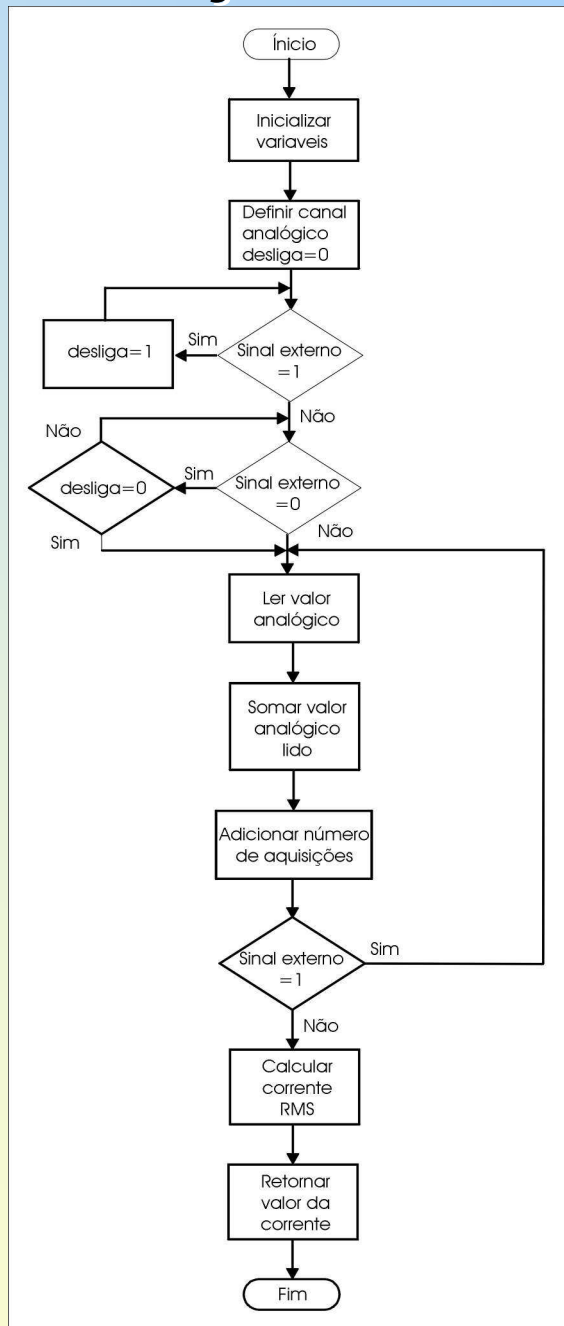 Ínicio
Inicializar
variaveis
Definir canal
analógico
desliga=0
desliga=1
Sim
Sinal externo
=1
Não
Não
desliga=0
Sim
Sinal externo
=0
Sim
Não
Ler valor
analógico
Somar valor
analógico
lido
Adicionar número
de aquisições
Sinal externo
=1
Sim
Não
Calcular
corrente
RMS
Retornar
valor da
corrente
Fim